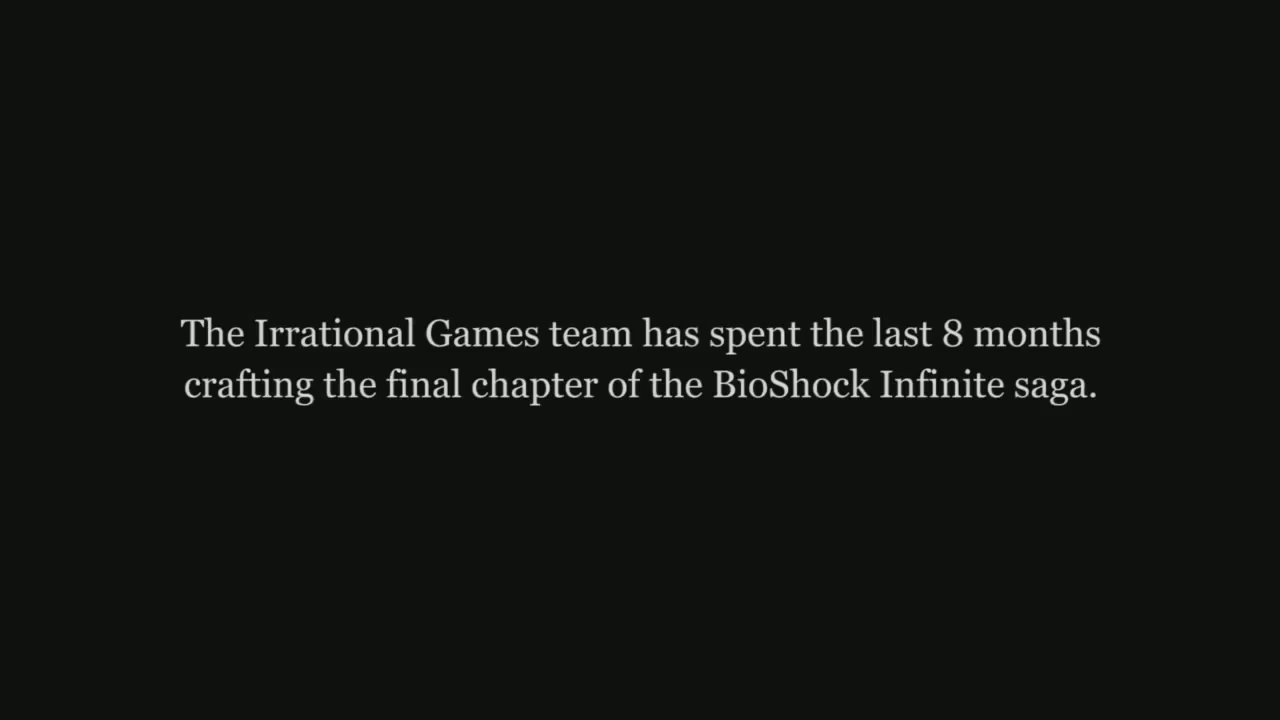 The Irrational Games team has spent the last 8 months
crafting the final chapter of the BioShock Infinite saga.